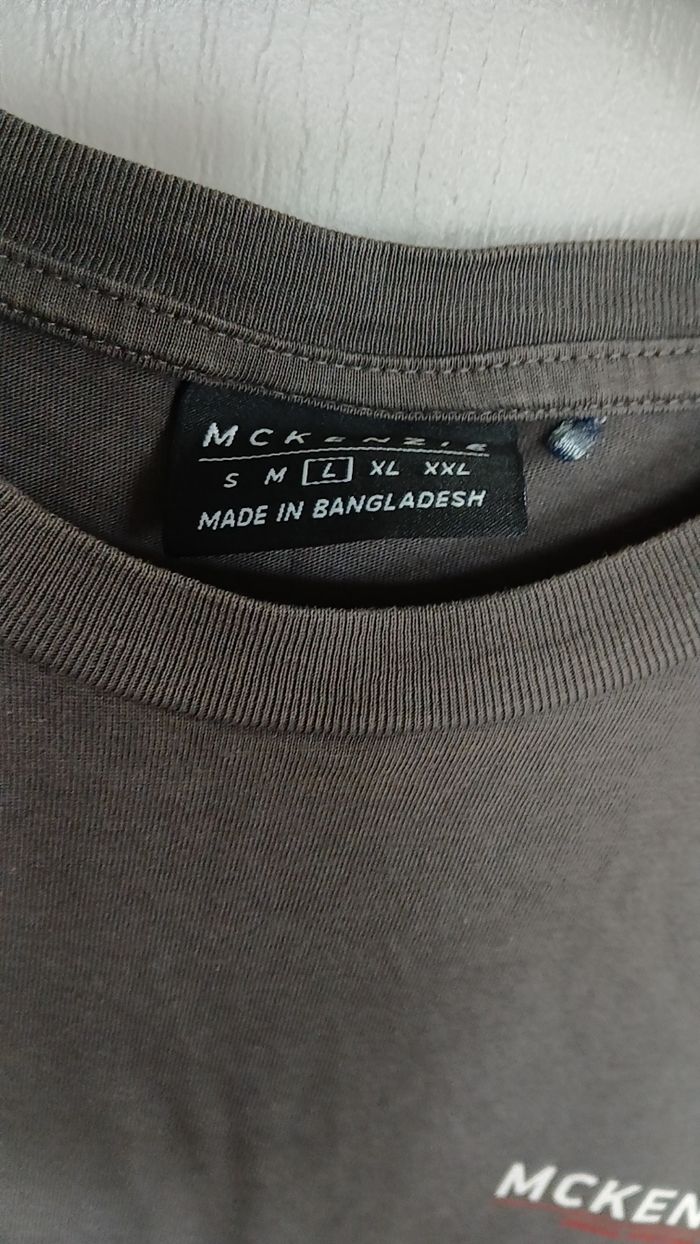 MCKENZIE
S M L XL XXL
MADE IN BANGLADESH
MCKEN